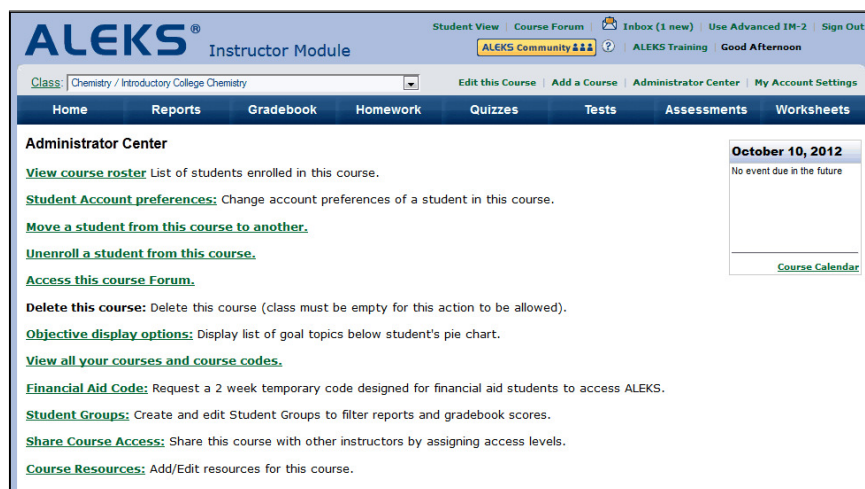 ALEKS® Instructor Module
Student View | Course Forum | Inbox (1 new) | Use Advanced IM-2 | Sign Out
ALEKS Community ? | ALEKS Training | Good Afternoon
Class: Chemistry / Introductory College Chemistry
Edit this Course | Add a Course | Administrator Center | My Account Settings
Home Reports Gradebook Homework Quizzes Tests Assessments Worksheets
Administrator Center
View course roster List of students enrolled in this course.
Student Account preferences: Change account preferences of a student in this course.
Move a student from this course to another.
Unenroll a student from this course.
Access this course Forum.
Delete this course: Delete this course (class must be empty for this action to be allowed).
Objective display options: Display list of goal topics below student's pie chart.
View all your courses and course codes.
Financial Aid Code: Request a 2 week temporary code designed for financial aid students to access ALEKS.
Student Groups: Create and edit Student Groups to filter reports and gradebook scores.
Share Course Access: Share this course with other instructors by assigning access levels.
Course Resources: Add/Edit resources for this course.
October 10, 2012
No event due in the future
Course Calendar